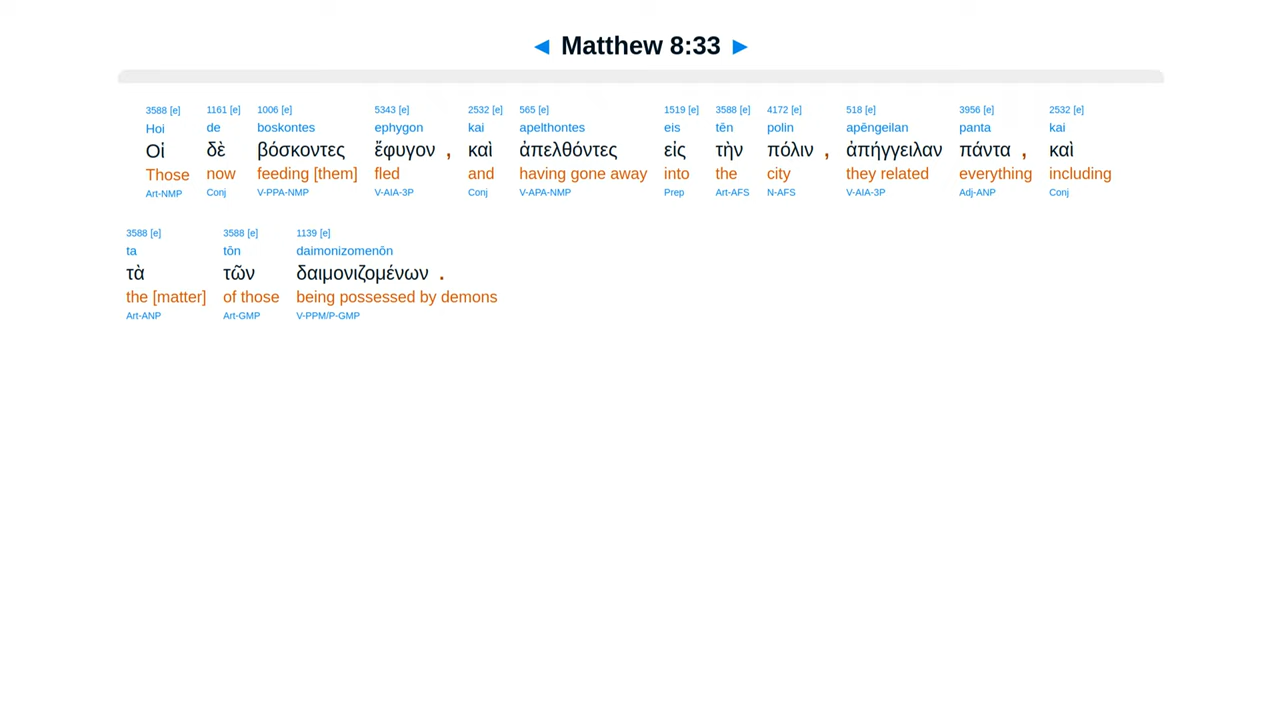 ◄ Matthew 8:33 ►
3588 [e] 1161 [e] 1006 [e] 5343 [e] 2532 [e] 565 [e] 1519 [e] 3588 [e] 4172 [e] 518 [e] 3956 [e] 2532 [e]
Hoi de boskontes ephygon kai apelthontes eis tēn polin apēngeilan panta kai
Οἱ δὲ βόσκοντες ἔφυγον , καὶ ἀπελθόντες εἰς τὴν πόλιν , ἀπήγγειλαν πάντα , καὶ
Those now feeding [them] fled and having gone away into the city they related everything including
Art-NMP Conj V-PPA-NMP V-AIA-3P Conj V-APA-NMP Prep Art-AFS N-AFS V-AIA-3P Adj-ANP Conj
3588 [e] 3588 [e] 1139 [e]
ta tōn daimonizomenōn
τὰ τῶν δαιμονιζομένων .
the [matter] of those being possessed by demons
Art-ANP Art-GMP V-PPM/P-GMP